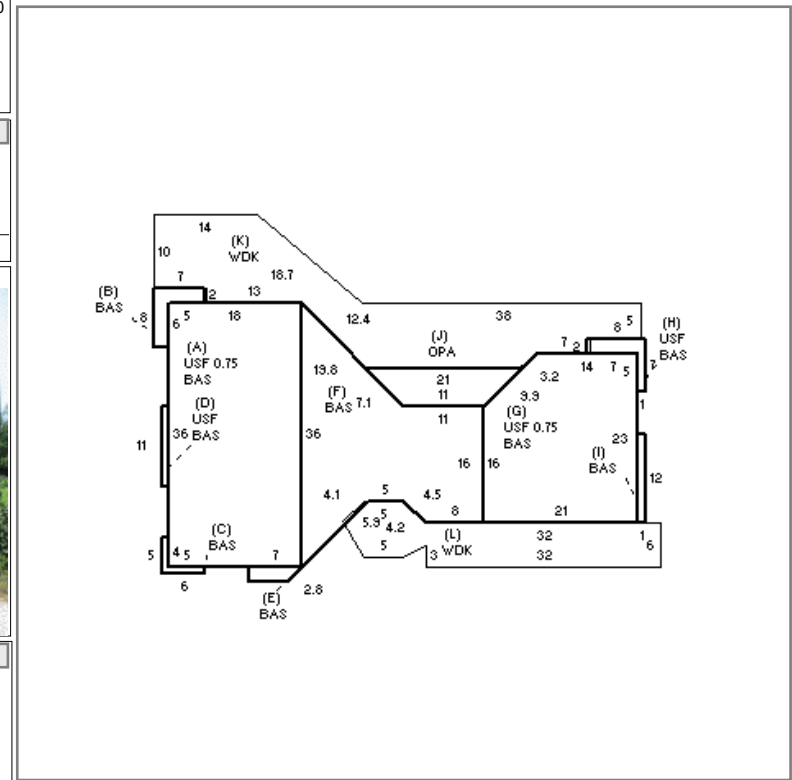 14
(K)
WDK
10
7
18.7
2
13
(B)
BAS
8
6
5
18
12.4
38
8
5
(H)
USF
BAS
(J)
OPA
7
2
14
7
5
7
(A)
USF 0.75
BAS
19.8
21
11
3.2
(F)
BAS
7.1
9.9
1
(D)
USF
BAS
11
(G)
USF 0.75
BAS
11
36
36
23
(I)
BAS
16
16
12
4.1
5
4.5
8
21
5.9
5
4.2
(C)
BAS
(L)
WDK
32
1
6
5
4
5
7
5
3
32
6
2.8
(E)
BAS